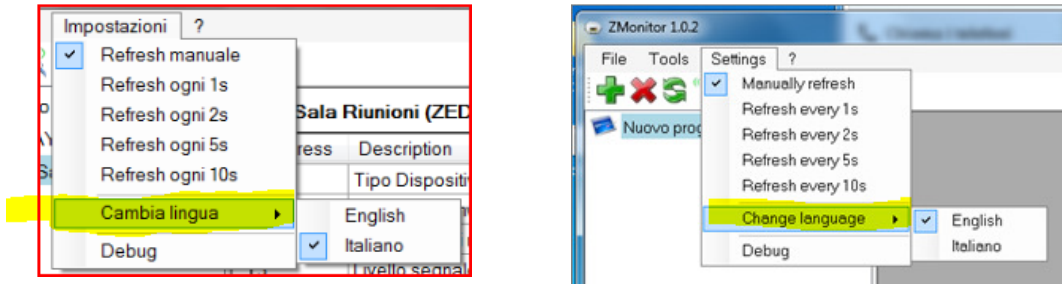 Impostazioni ?
Refresh manuale
Refresh ogni 1s
Refresh ogni 2s
Sala Riunioni (ZED
Refresh ogni 5s
ress Description
Refresh ogni 10s
Tipo Dispositi
Cambia lingua
English
Italiano
Debug
Livello segnale
ZMonitor 1.0.2
File Tools Settings ?
Manually refresh
Refresh every 1s
Nuovo prog
Refresh every 2s
Refresh every 5s
Refresh every 10s
Change language
English
Italiano
Debug